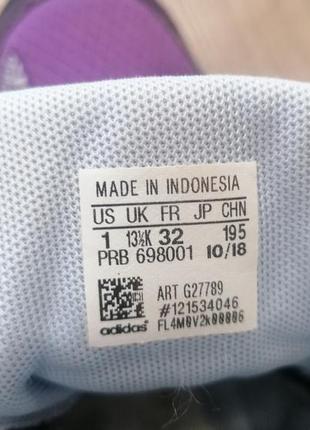 MADE IN INDONESIA
US UK FR JP CHN
1 13½K 32 195
PRB 698001 10/18
ART G27789
#121534046
adidas FL4M0V2K00006